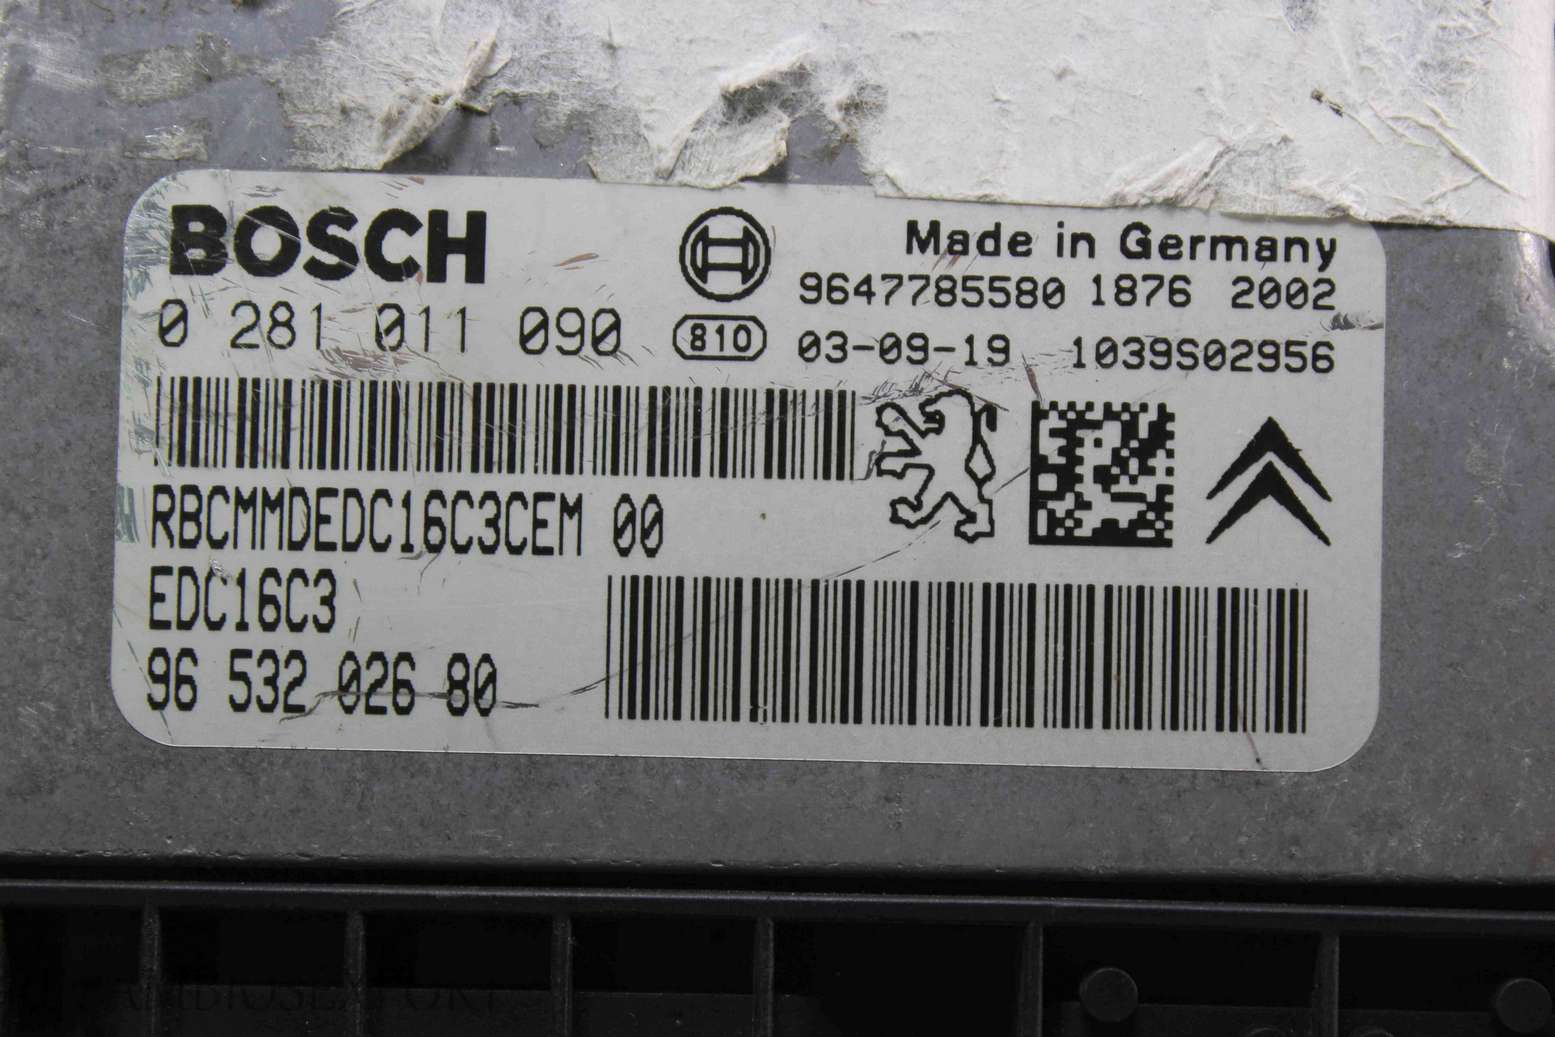 BOSCH
Made in Germany
9647785580 1876 2002
0 281 011 090
810
03-09-19 1039S02956
RBCMMDEDC16C3CEM 00
EDC16C3
96 532 026 80